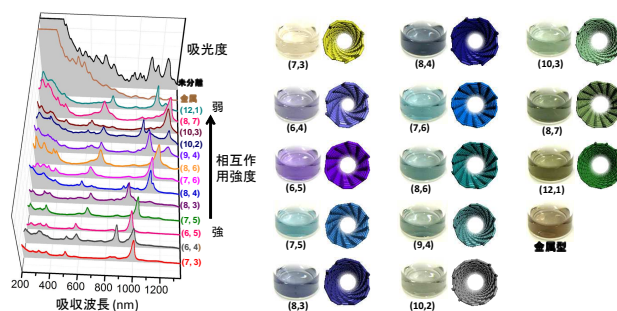 吸光度
未分離
金属
(12,1)
(8, 7)
(10,3)
(10,2)
(9, 4)
(8, 6)
(7, 6)
(8, 4)
(8, 3)
(7, 5)
(6, 5)
(6, 4)
(7, 3)
弱
相互作
用強度
強
200 400 600 800 1000 1200
吸収波長 (nm)
(7,3)
(8,4)
(10,3)
(6,4)
(7,6)
(8,7)
(6,5)
(8,6)
(12,1)
(7,5)
(9,4)
金属型
(8,3)
(10,2)